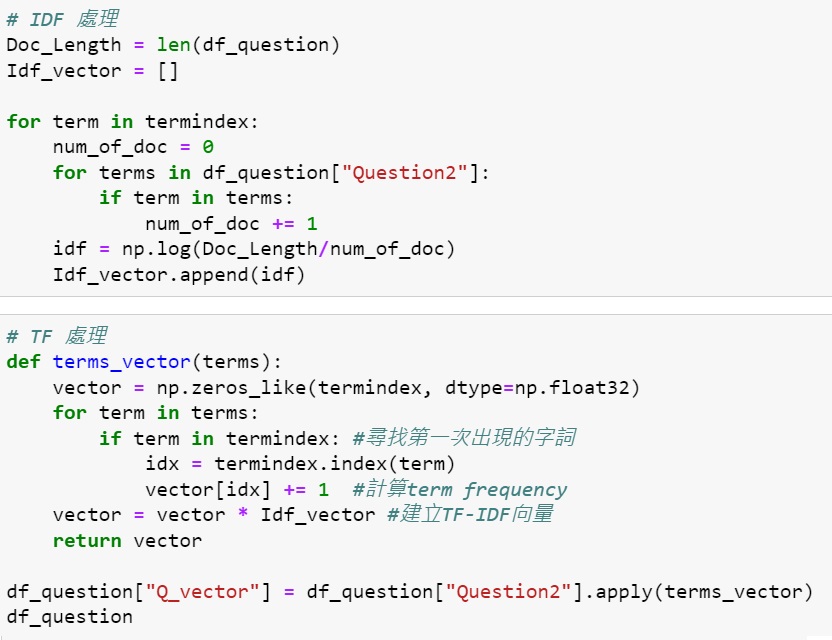 # IDF 處理
Doc_Length = len(df_question)
Idf_vector = []

for term in termindex:
    num_of_doc = 0
    for terms in df_question["Question2"]:
        if term in terms:
            num_of_doc += 1
    idf = np.log(Doc_Length/num_of_doc)
    Idf_vector.append(idf)

# TF 處理
def terms_vector(terms):
    vector = np.zeros_like(termindex, dtype=np.float32)
    for term in terms:
        if term in termindex: #尋找第一次出現的字詞
            idx = termindex.index(term)
            vector[idx] += 1  #計算term frequency
    vector = vector * Idf_vector #建立TF-IDF向量
    return vector

df_question["Q_vector"] = df_question["Question2"].apply(terms_vector)
df_question